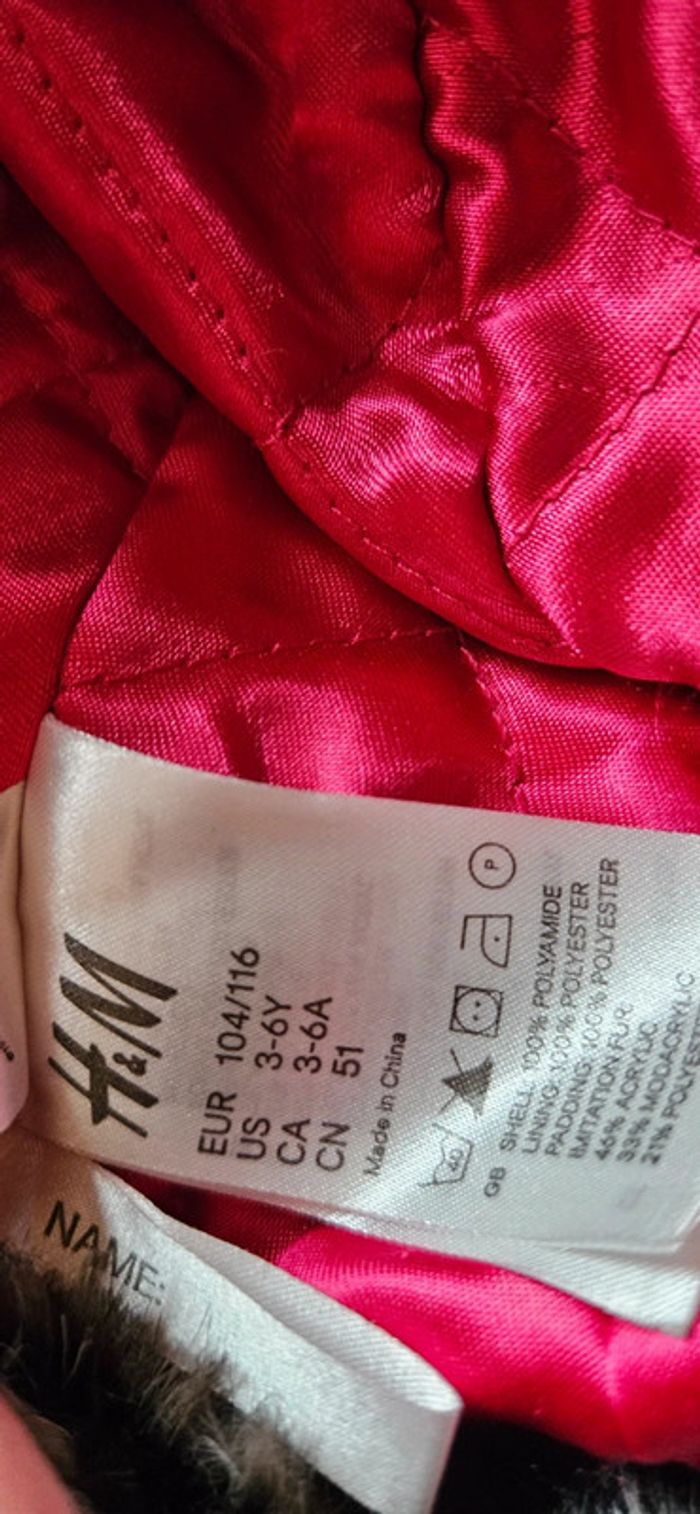 H&M
EUR 104/116
US 3-6Y
CA 3-6A
CN 51
Made in China
40
P
GB SHELL: 100% POLYAMIDE
LINING: 100% POLYESTER
PADDING: 100% POLYESTER
IMITATION FUR:
46% ACRYLIC
33% MODACRYLIC
21% POLYESTER
NAME: